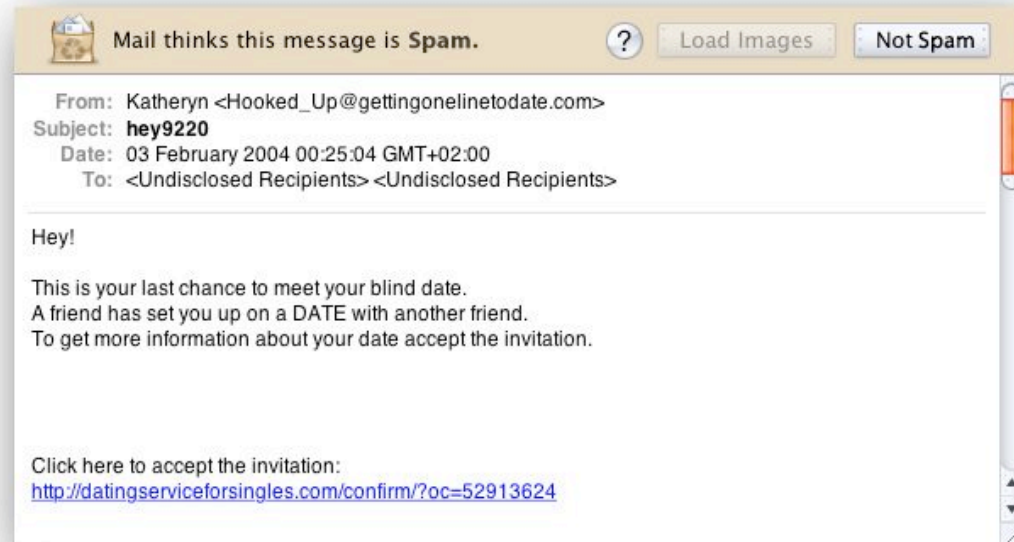 Mail thinks this message is Spam. ? Load Images Not Spam
From: Katheryn <Hooked_Up@gettingonelinetodate.com>
Subject: hey9220
Date: 03 February 2004 00:25:04 GMT+02:00
To: <Undisclosed Recipients> <Undisclosed Recipients>
Hey!
This is your last chance to meet your blind date.
A friend has set you up on a DATE with another friend.
To get more information about your date accept the invitation.
Click here to accept the invitation:
http://datingserviceforsingles.com/confirm/?oc=52913624